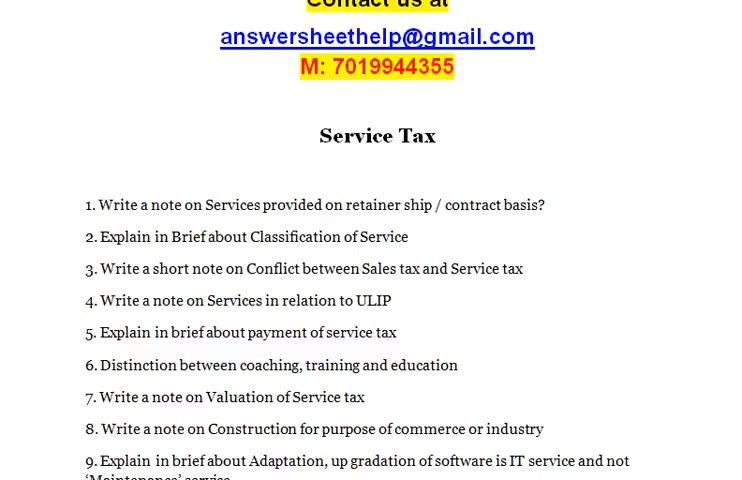 Contact us at
answersheethelp@gmail.com
M: 7019944355
Service Tax
1. Write a note on Services provided on retainer ship / contract basis?
2. Explain in Brief about Classification of Service
3. Write a short note on Conflict between Sales tax and Service tax
4. Write a note on Services in relation to ULIP
5. Explain in brief about payment of service tax
6. Distinction between coaching, training and education
7. Write a note on Valuation of Service tax
8. Write a note on Construction for purpose of commerce or industry
9. Explain in brief about Adaptation, up gradation of software is IT service and not
‘Maintenance’ service